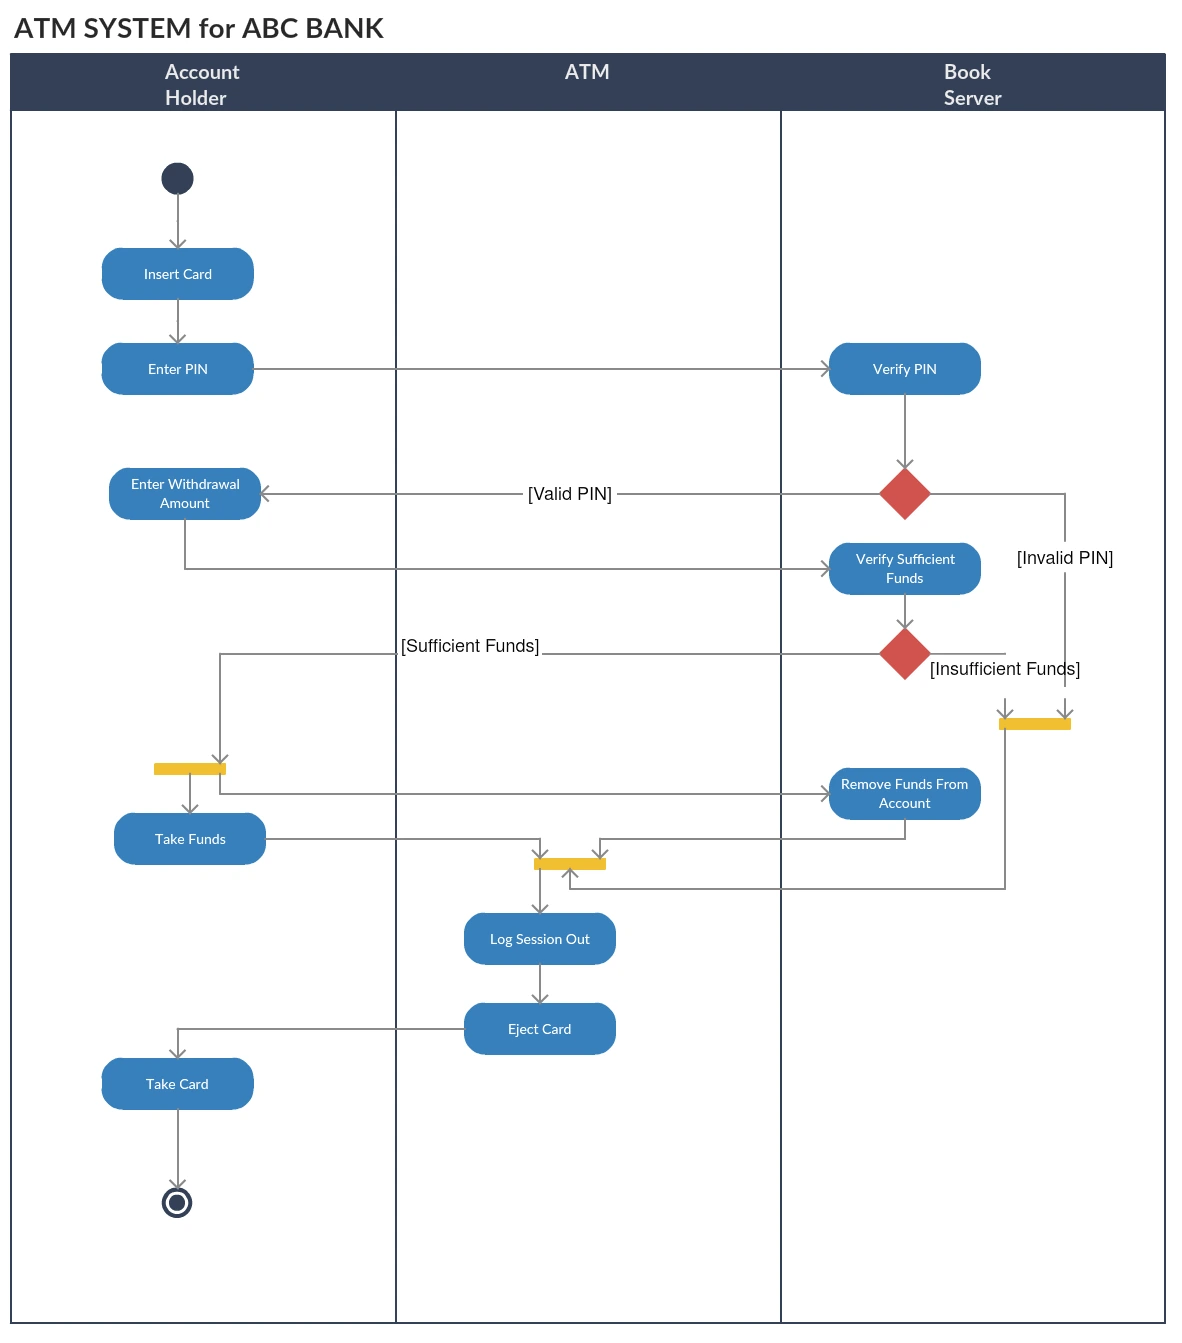 ATM SYSTEM for ABC BANK
Account
Holder
ATM
Book
Server
Insert Card
Enter PIN
Verify PIN
Enter Withdrawal
Amount
[Valid PIN]
Verify Sufficient
Funds
[Invalid PIN]
[Sufficient Funds]
[Insufficient Funds]
Remove Funds From
Account
Take Funds
Log Session Out
Eject Card
Take Card